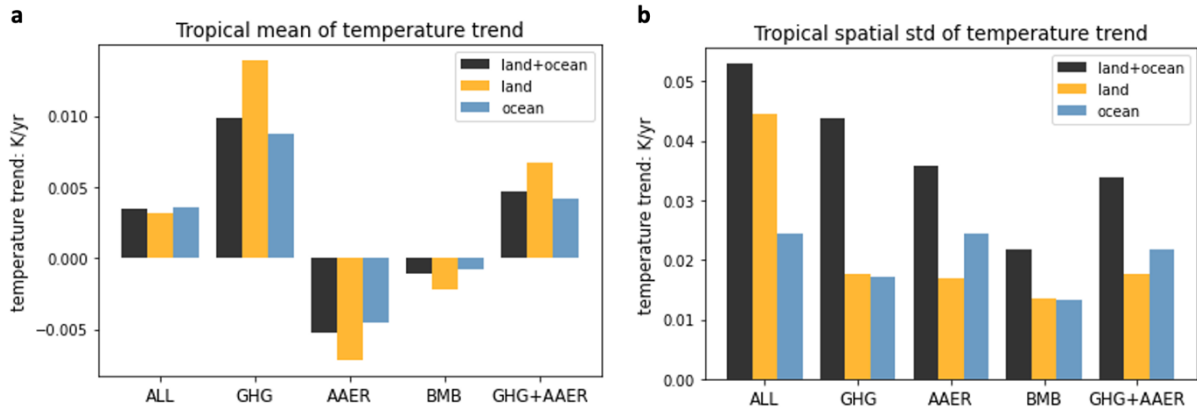 a
Tropical mean of temperature trend
temperature trend: K/yr
0.010
0.005
0.000
−0.005
land+ocean
land
ocean
ALL
GHG
AAER
BMB
GHG+AAER
b
Tropical spatial std of temperature trend
temperature trend: K/yr
0.05
0.04
0.03
0.02
0.01
0.00
land+ocean
land
ocean
ALL
GHG
AAER
BMB
GHG+AAER